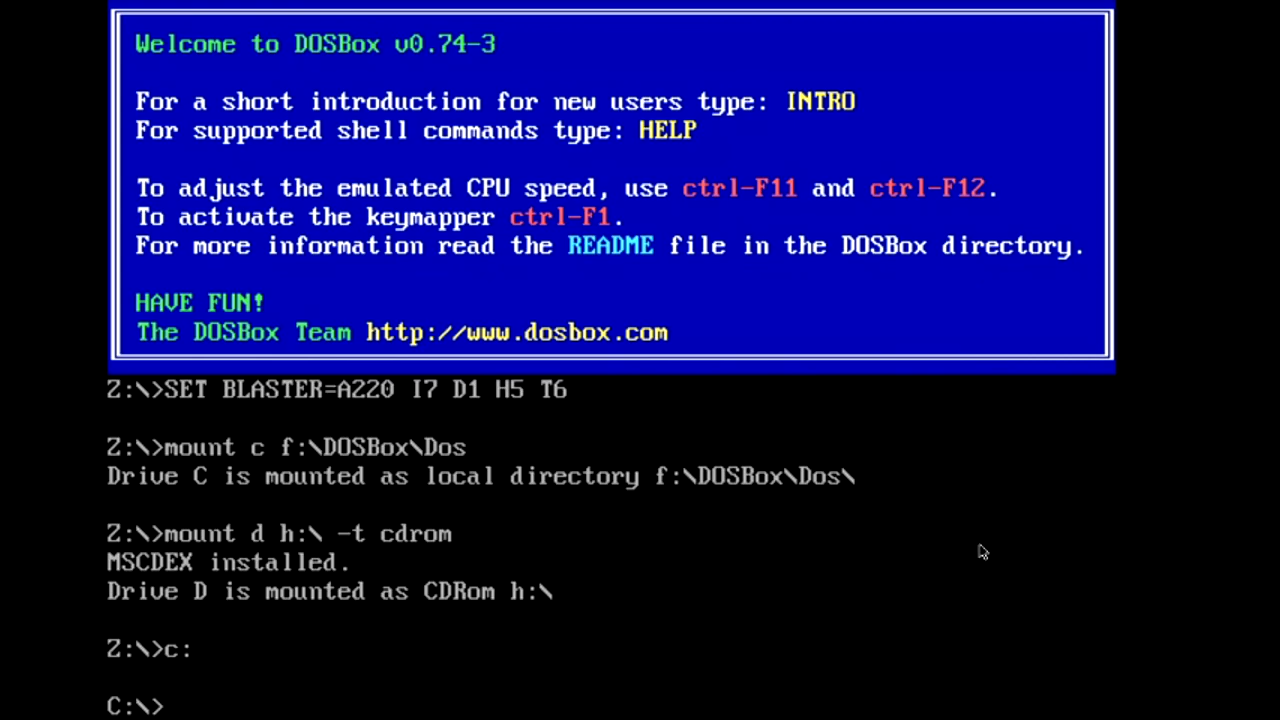 Welcome to DOSBox v0.74-3
For a short introduction for new users type: INTRO
For supported shell commands type: HELP
To adjust the emulated CPU speed, use ctrl-F11 and ctrl-F12.
To activate the keymapper ctrl-F1.
For more information read the README file in the DOSBox directory.
HAVE FUN!
The DOSBox Team http://www.dosbox.com
Z:\>SET BLASTER=A220 I7 D1 H5 T6
Z:\>mount c f:\DOSBox\Dos
Drive C is mounted as local directory f:\DOSBox\Dos\
Z:\>mount d h:\ -t cdrom
MSCDEX installed.
Drive D is mounted as CDRom h:\
Z:\>c:
C:\>